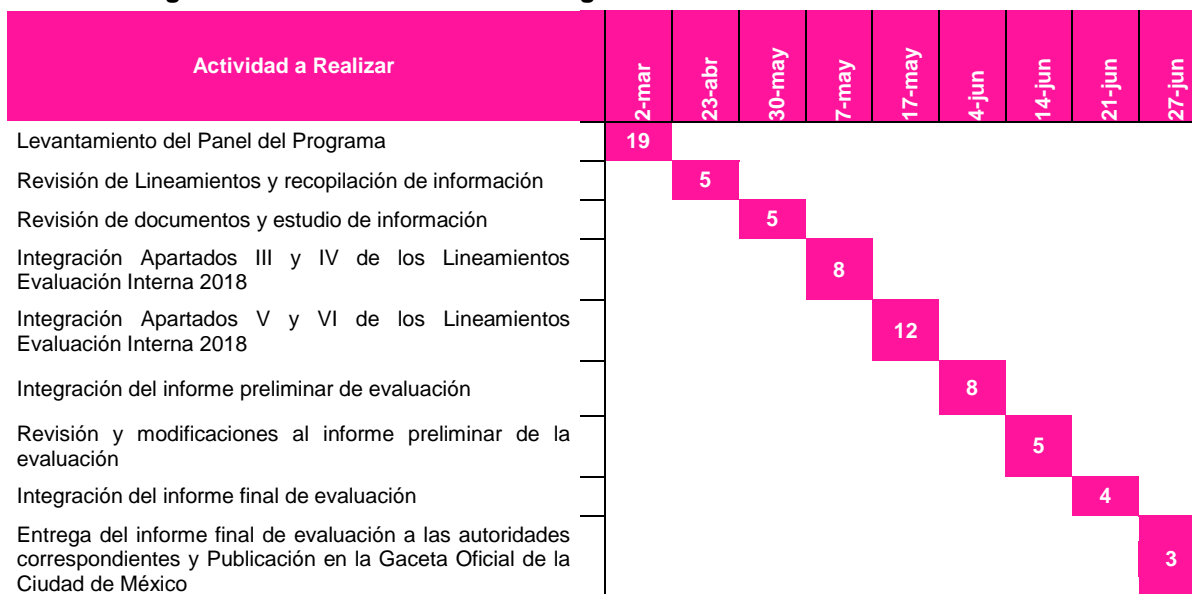 Actividad a Realizar
2-mar
23-abr
30-may
7-may
17-may
4-jun
14-jun
21-jun
27-jun
Levantamiento del Panel del Programa
19
Revisión de Lineamientos y recopilación de información
5
Revisión de documentos y estudio de información
5
Integración Apartados III y IV de los Lineamientos
Evaluación Interna 2018
8
Integración Apartados V y VI de los Lineamientos
Evaluación Interna 2018
12
Integración del informe preliminar de evaluación
8
Revisión y modificaciones al informe preliminar de la
evaluación
5
Integración del informe final de evaluación
4
Entrega del informe final de evaluación a las autoridades
correspondientes y Publicación en la Gaceta Oficial de la
Ciudad de México
3